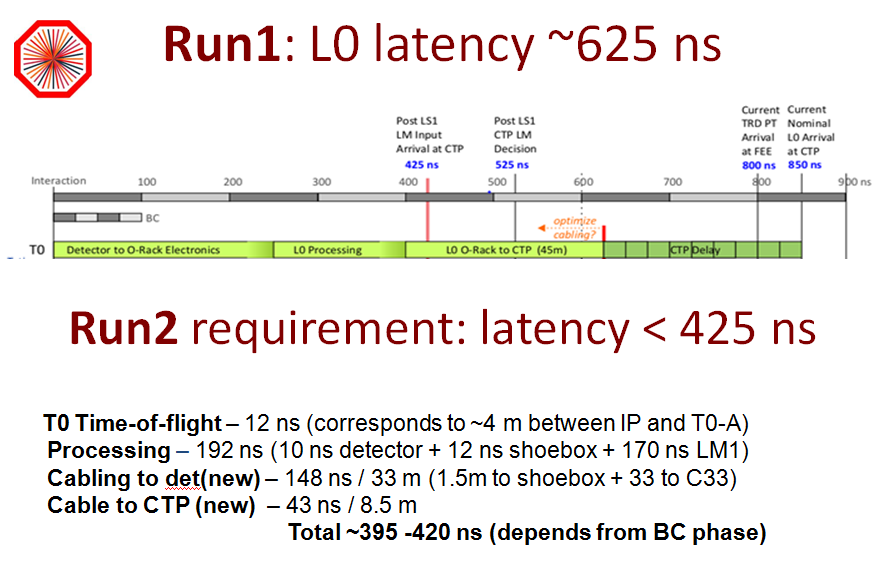 Run1: L0 latency ~625 ns
Post LS1
LM Input
Arrival at CTP
425 ns
Post LS1
CTP LM
Decision
525 ns
Current
TRD PT
Arrival
at FEE
800 ns
Current
Nominal
L0 Arrival
at CTP
850 ns
Interaction 100 200 300 400 500 600 700 800 900 ns
BC
optimize
cabling?
T0 Detector to O-Rack Electronics L0 Processing L0 O-Rack to CTP (45m) CTP Delay
Run2 requirement: latency < 425 ns
T0 Time-of-flight – 12 ns (corresponds to ~4 m between IP and T0-A)
Processing – 192 ns (10 ns detector + 12 ns shoebox + 170 ns LM1)
Cabling to det(new) – 148 ns / 33 m (1.5m to shoebox + 33 to C33)
Cable to CTP (new) – 43 ns / 8.5 m
Total ~395 -420 ns (depends from BC phase)